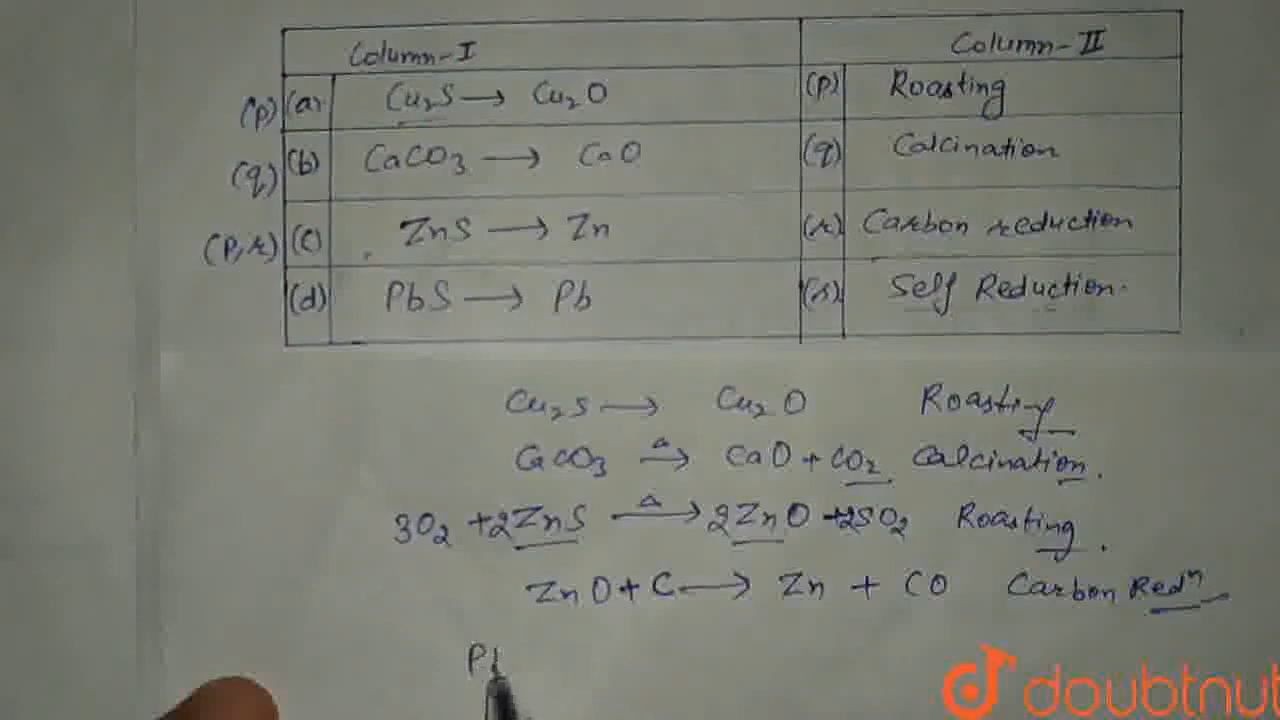 Column-I Column-II
(p) (a) Cu2S → Cu2O (p) Roasting
(q) (b) CaCO3 → CaO (q) Calcination
(p,r) (c) ZnS → Zn (r) Carbon reduction
(d) PbS → Pb (s) Self Reduction.
Cu2S → Cu2O Roasting
CaCO3 Δ→ CaO + CO2 Calcination.
3O2 + 2ZnS Δ→ 2ZnO + 2SO2 Roasting.
ZnO + C → Zn + CO Carbon Redⁿ
doubtnut